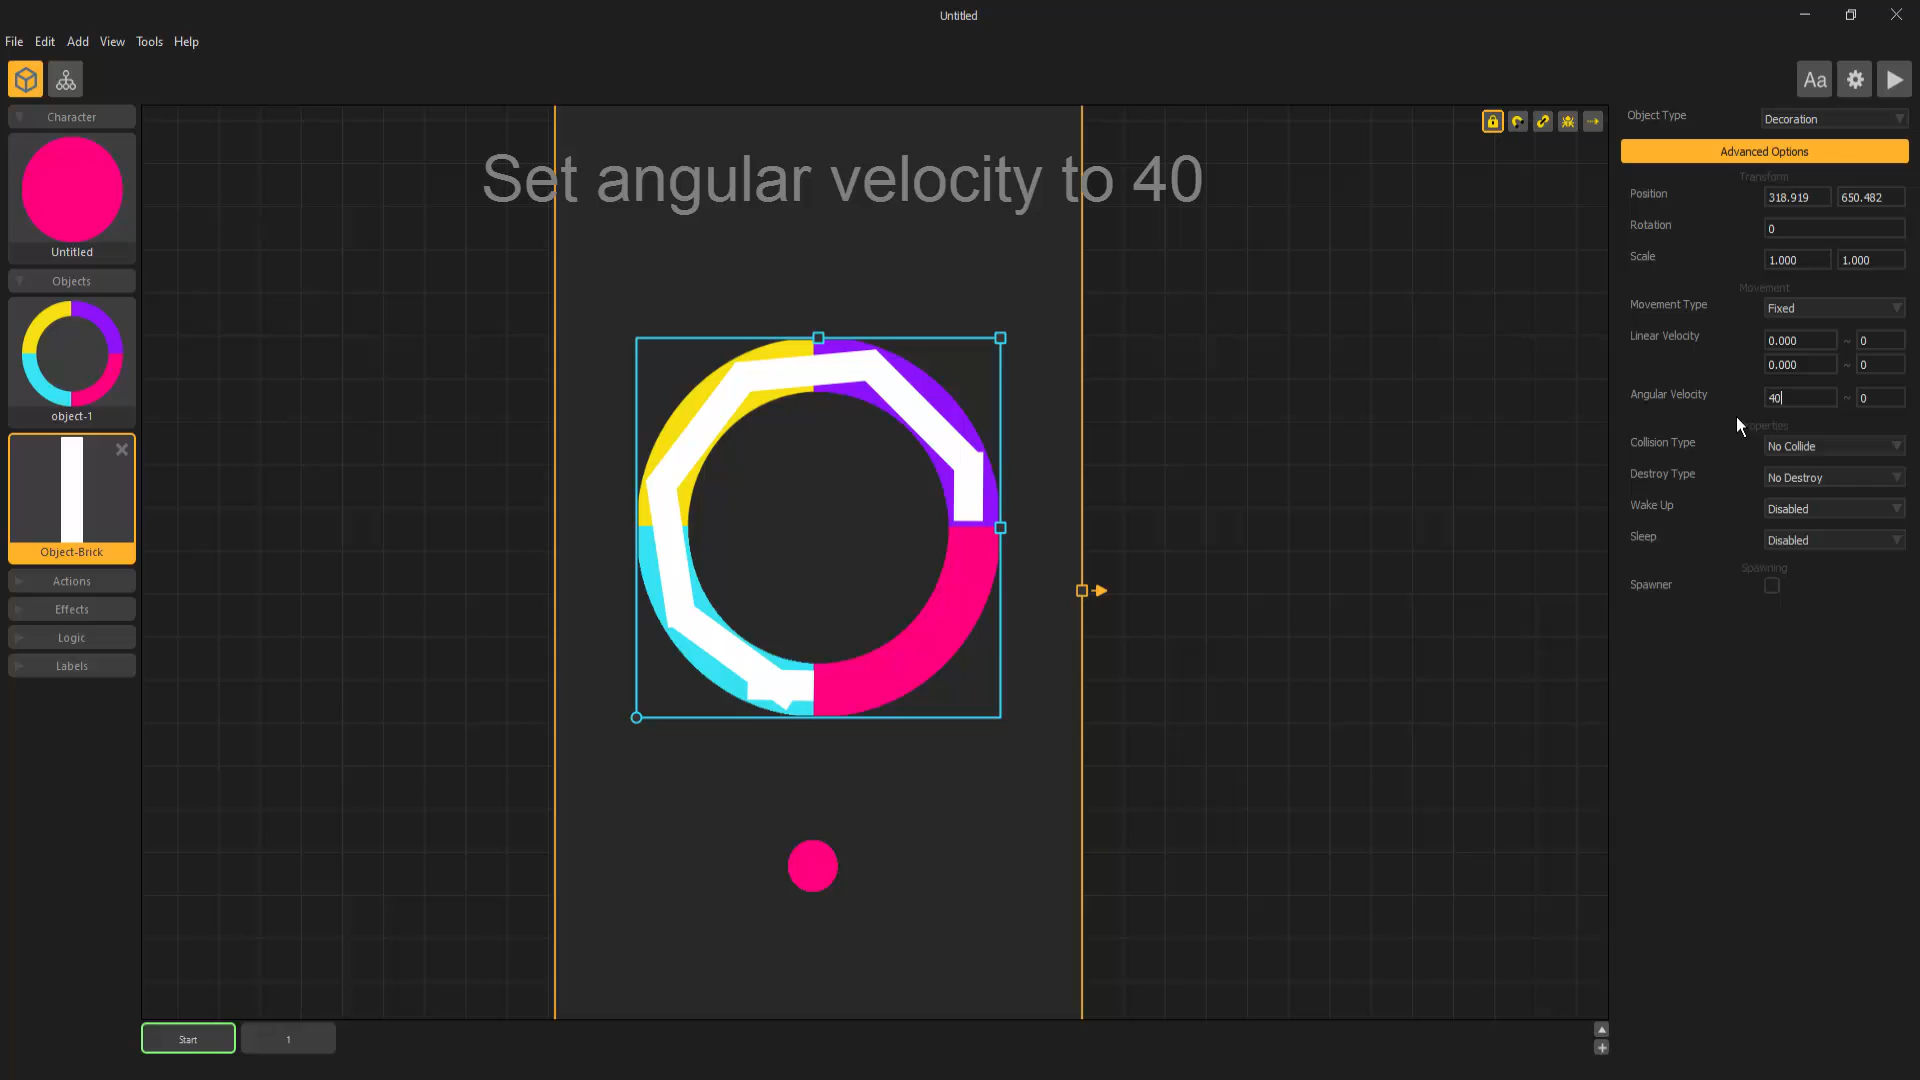 Untitled
File Edit Add View Tools Help
Aa
Character
Untitled
Objects
object-1
Object-Brick
Actions
Effects
Logic
Labels
Set angular velocity to 40
Start
1
Object Type Decoration
Advanced Options
Transform
Position 318.919 650.482
Rotation 0
Scale 1.000 1.000
Movement
Movement Type Fixed
Linear Velocity 0.000 ~ 0
0.000 ~ 0
Angular Velocity 40 ~ 0
operties
Collision Type No Collide
Destroy Type No Destroy
Wake Up Disabled
Sleep Disabled
Spawning
Spawner